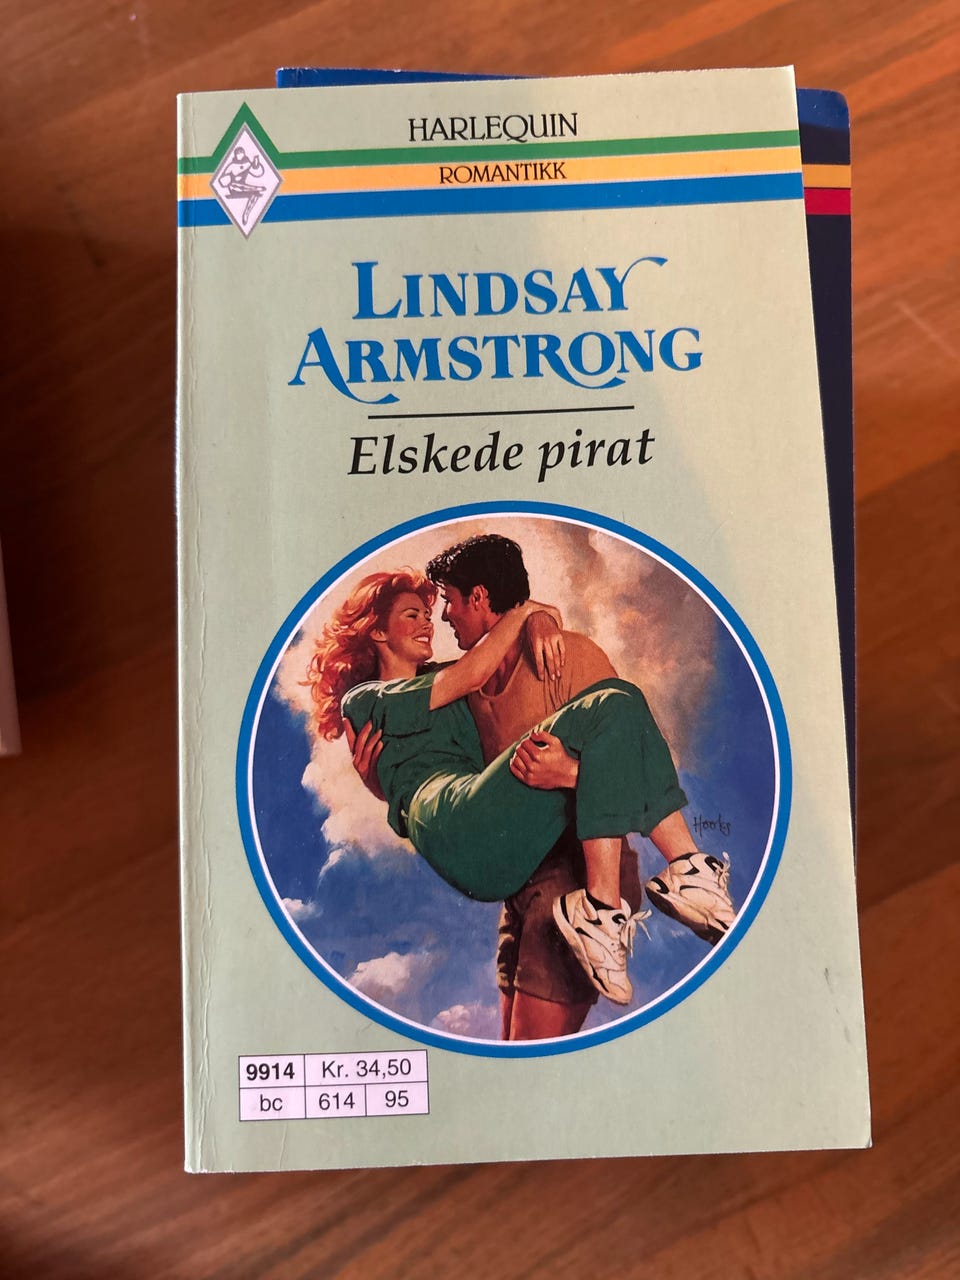 HARLEQUIN
ROMANTIKK
LINDSAY
ARMSTRONG
Elskede pirat
Hooks
9914 Kr. 34,50
bc 614 95